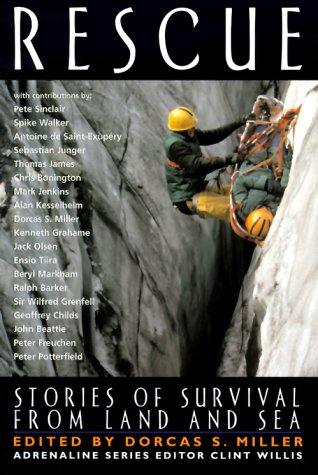 RESCUE
with contributions by:
Pete Sinclair
Spike Walker
Antoine de Saint-Exupéry
Sebastian Junger
Thomas James
Chris Bonington
Mark Jenkins
Alan Kesselheim
Dorcas S. Miller
Kenneth Grahame
Jack Olsen
Ensio Tiira
Beryl Markham
Ralph Barker
Sir Wilfred Grenfell
Geoffrey Childs
John Beattie
Peter Freuchen
Peter Potterfield
STORIES OF SURVIVAL
FROM LAND AND SEA
EDITED BY DORCAS S. MILLER
ADRENALINE SERIES EDITOR CLINT WILLIS